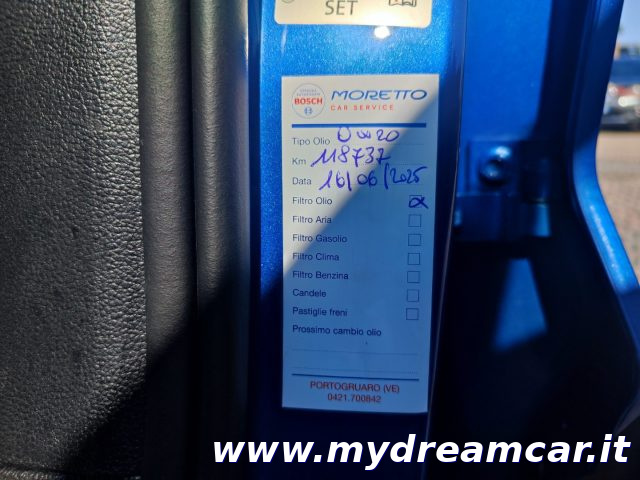 SET
BOSCH
MORETTO
CAR SERVICE
Tipo Olio 0w20
Km 118737
Data 16/06/2025
Filtro Olio
Filtro Aria
Filtro Gasolio
Filtro Clima
Filtro Benzina
Candele
Pastiglie freni
Prossimo cambio olio
PORTOGRUARO (VE)
0421.700842
www.mydreamcar.it